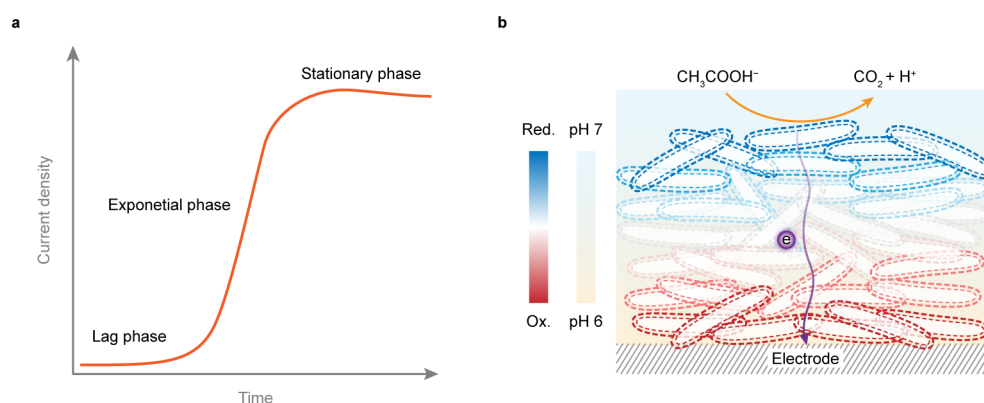 a
Stationary phase
Exponetial phase
Lag phase
Current density
Time
b
CH₃COOH⁻
CO₂ + H⁺
Red. pH 7
e
Ox. pH 6
Electrode